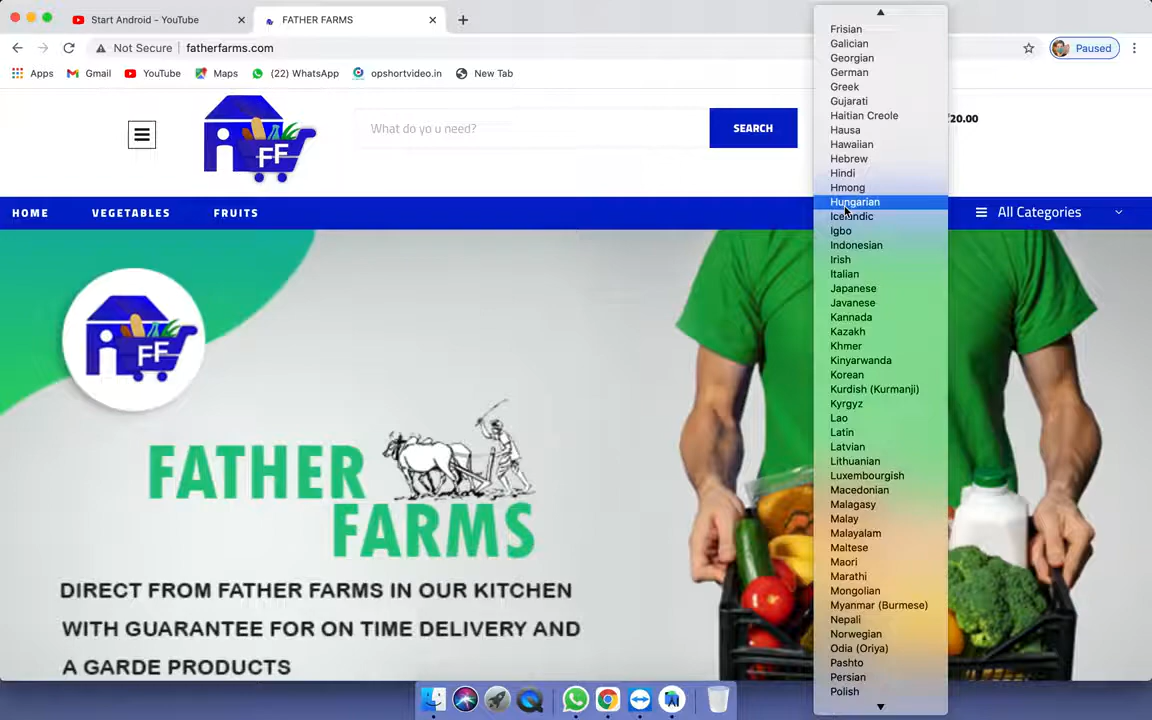 Start Android - YouTube
FATHER FARMS
Not Secure
fatherfarms.com
Paused
Apps
Gmail
YouTube
Maps
(22) WhatsApp
opshortvideo.in
New Tab
FF
What do yo u need?
SEARCH
₹20.00
HOME
VEGETABLES
FRUITS
All Categories
FF
FATHER
FARMS
DIRECT FROM FATHER FARMS IN OUR KITCHEN
WITH GUARANTEE FOR ON TIME DELIVERY AND
A GARDE PRODUCTS
Frisian
Galician
Georgian
German
Greek
Gujarati
Haitian Creole
Hausa
Hawaiian
Hebrew
Hindi
Hmong
Hungarian
Icelandic
Igbo
Indonesian
Irish
Italian
Japanese
Javanese
Kannada
Kazakh
Khmer
Kinyarwanda
Korean
Kurdish (Kurmanji)
Kyrgyz
Lao
Latin
Latvian
Lithuanian
Luxembourgish
Macedonian
Malagasy
Malay
Malayalam
Maltese
Maori
Marathi
Mongolian
Myanmar (Burmese)
Nepali
Norwegian
Odia (Oriya)
Pashto
Persian
Polish